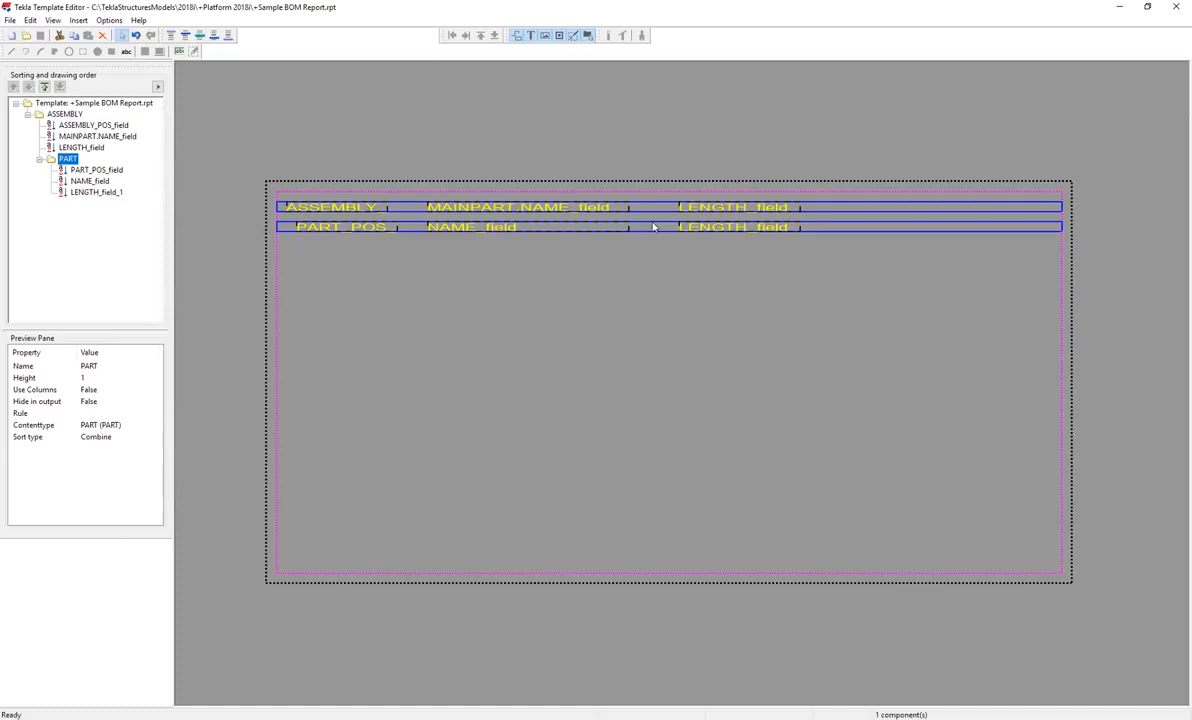 Tekla Template Editor - C:\TeklaStructuresModels\2018i\+Platform 2018i\+Sample BOM Report.rpt
File Edit View Insert Options Help
abc
Sorting and drawing order
Template: +Sample BOM Report.rpt
ASSEMBLY
ASSEMBLY_POS_field
MAINPART.NAME_field
LENGTH_field
PART
PART_POS_field
NAME_field
LENGTH_field_1
ASSEMBLY_ MAINPART.NAME_field LENGTH_field
PART_POS_ NAME_field LENGTH_field
Preview Pane
Property Value
Name PART
Height 1
Use Columns False
Hide in output False
Rule
Contenttype PART (PART)
Sort type Combine
Ready 1 component(s)